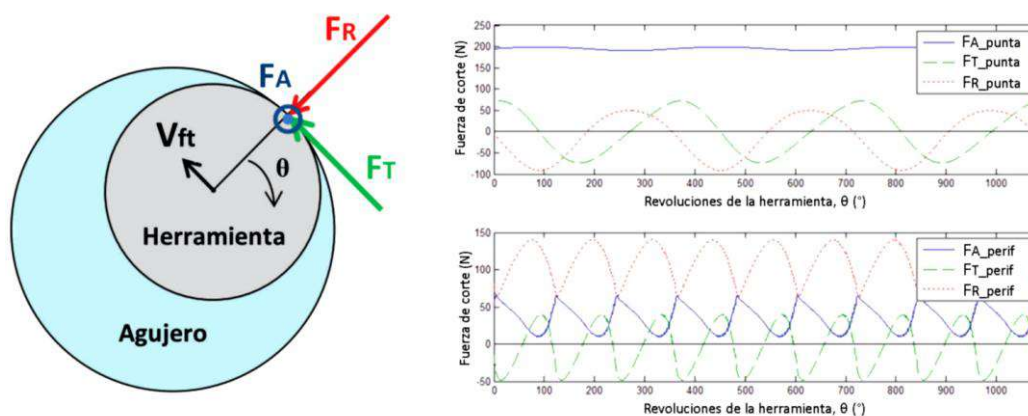 FR
FA
Vft
θ
FT
Herramienta
Agujero
Fuerza de corte (N)
250
200
150
100
50
0
-50
-100
FA_punta
FT_punta
FR_punta
0 100 200 300 400 500 600 700 800 900 1000
Revoluciones de la herramienta, θ (°)
Fuerza de corte (N)
150
100
50
0
-50
FA_perif
FT_perif
FR_perif
0 100 200 300 400 500 600 700 800 900 1000
Revoluciones de la herramienta, θ (°)